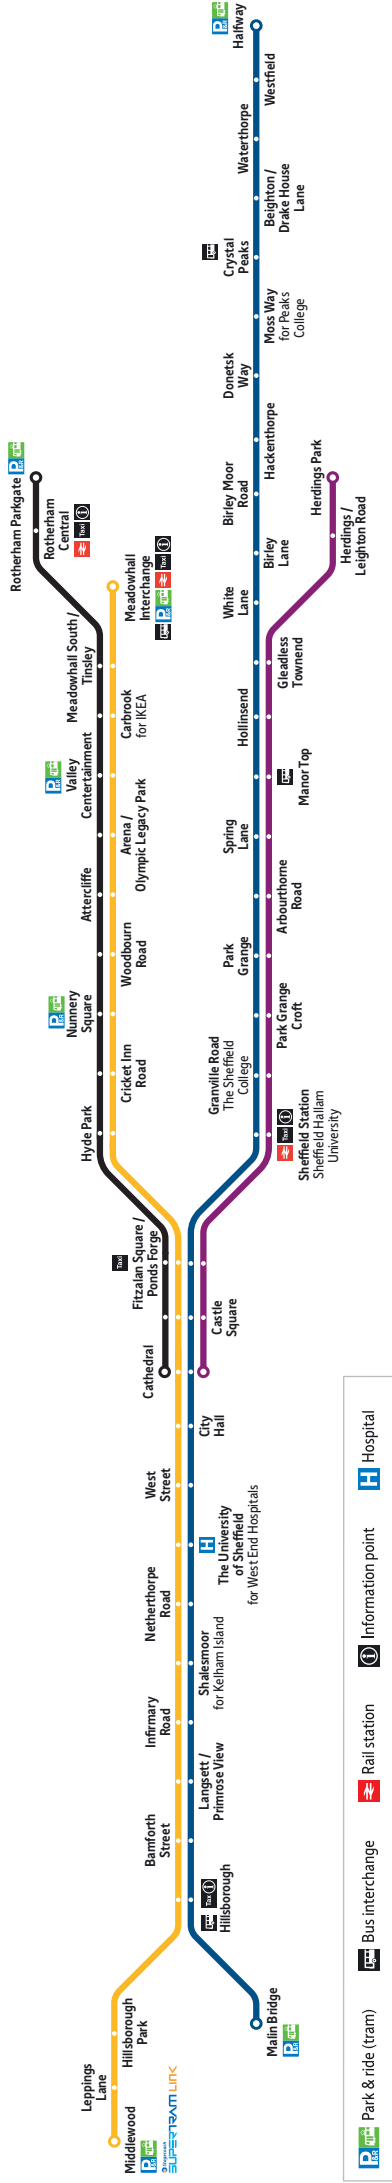 Halfway
Westfield
Waterthorpe
Beighton /
Drake House
Lane
Crystal
Peaks
Moss Way
for Peaks
College
Donetsk
Way
Hackenthorpe
Birley Moor
Road
Birley
Lane
White
Lane
Herdings Park
Herdings /
Leighton Road
Gleadless
Townend
Hollinsend
Manor Top
Spring
Lane
Arbourthorne
Road
Park
Grange
Park Grange
Croft
Granville Road
The Sheffield
College
Taxi
Sheffield Station
Sheffield Hallam
University
Rotherham Parkgate
P&R
Rotherham
Central
Taxi
Meadowhall
Interchange
P&R
Taxi
Meadowhall South /
Tinsley
Carbrook
for IKEA
P&R
Valley
Centertainment
Arena /
Olympic Legacy Park
Attercliffe
Woodbourn
Road
P&R
Nunnery
Square
Cricket Inn
Road
Hyde Park
Taxi
Fitzalan Square /
Ponds Forge
Castle
Square
Cathedral
City
Hall
West
Street
H
The University
of Sheffield
for West End Hospitals
Netherthorpe
Road
Shalesmoor
for Kelham Island
Infirmary
Road
Langsett /
Primrose View
Bamforth
Street
Taxi
Hillsborough
Hillsborough
Park
Leppings
Lane
Middlewood
P&R
Stagecoach
SUPERTRAM LINK
Malin Bridge
P&R
P&R
Park & ride (tram)
Bus interchange
Rail station
Information point
H
Hospital
P&R